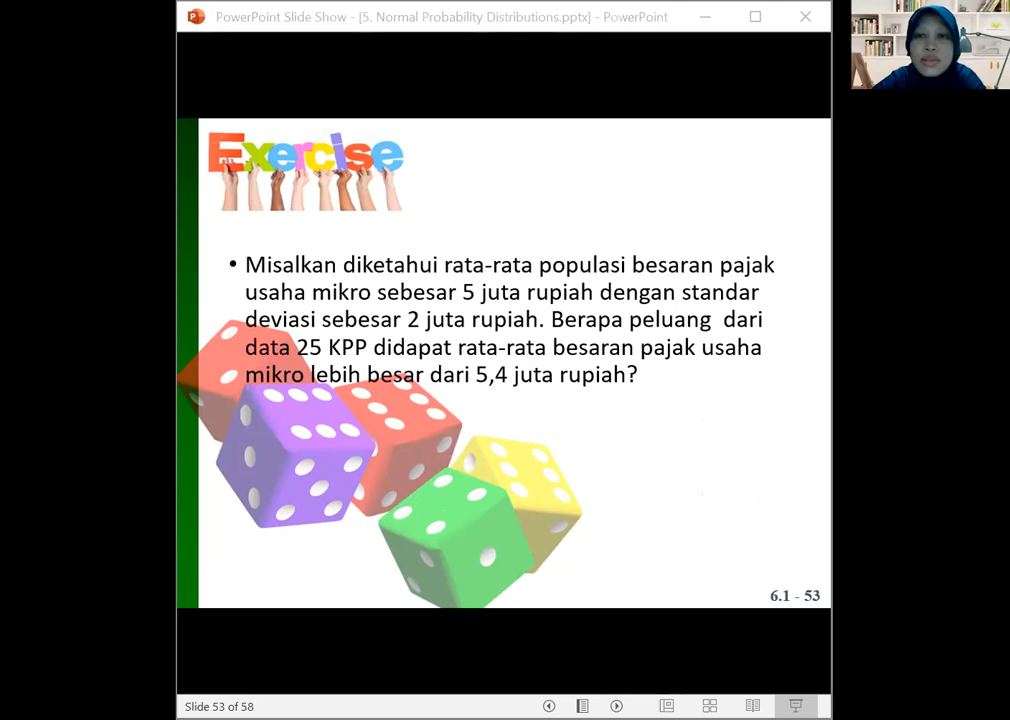 PowerPoint Slide Show - [5. Normal Probability Distributions.pptx] - PowerPoint
Exercise
• Misalkan diketahui rata-rata populasi besaran pajak
usaha mikro sebesar 5 juta rupiah dengan standar
deviasi sebesar 2 juta rupiah. Berapa peluang dari
data 25 KPP didapat rata-rata besaran pajak usaha
mikro lebih besar dari 5,4 juta rupiah?
6.1 - 53
Slide 53 of 58